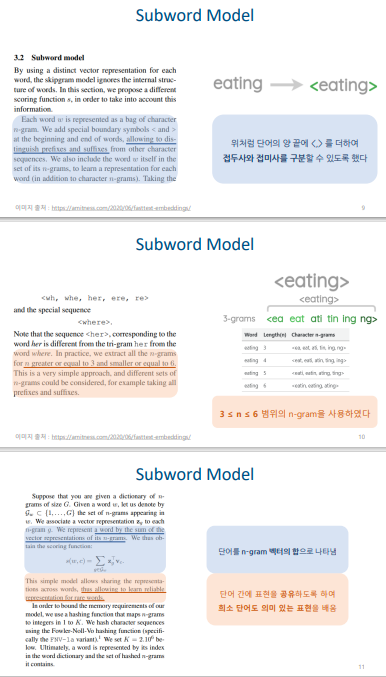 Subword Model
3.2 Subword model
By using a distinct vector representation for each
word, the skipgram model ignores the internal struc-
ture of words. In this section, we propose a different
scoring function s, in order to take into account this
information.
Each word w is represented as a bag of character
n-gram. We add special boundary symbols < and >
at the beginning and end of words, allowing to dis-
tinguish prefixes and suffixes from other character
sequences. We also include the word w itself in the
set of its n-grams, to learn a representation for each
word (in addition to character n-grams). Taking the
eating
<eating>
위처럼 단어의 양 끝에 <,> 를 더하여
접두사와 접미사를 구분할 수 있도록 했다
이미지 출처 : https://amitness.com/2020/06/fasttext-embeddings/
9
Subword Model
<wh, whe, her, ere, re>
and the special sequence
<where>.
Note that the sequence <her>, corresponding to the
word her is different from the tri-gram her from the
word where. In practice, we extract all the n-grams
for n greater or equal to 3 and smaller or equal to 6.
This is a very simple approach, and different sets of
n-grams could be considered, for example taking all
prefixes and suffixes.
<eating>
<eating>
3-grams <ea eat ati tin ing ng>
Word Length(n) Character n-grams
eating 3 <ea, eat, ati, tin, ing, ng>
eating 4 <eat, eati, atin, ting, ing>
eating 5 <eati, eatin, ating, ting>
eating 6 <eatin, eating, ating>
3 ≤ n ≤ 6 범위의 n-gram을 사용하였다
이미지 출처 : https://amitness.com/2020/06/fasttext-embeddings/
10
Subword Model
Suppose that you are given a dictionary of n-
grams of size G. Given a word w, let us denote by
𝒢w ⊂ {1, . . . , G} the set of n-grams appearing in
w. We associate a vector representation zg to each
n-gram g. We represent a word by the sum of the
vector representations of its n-grams. We thus ob-
tain the scoring function:
s(w, c) = ∑g∈𝒢w zg⊤vc.
This simple model allows sharing the representa-
tions across words, thus allowing to learn reliable
representation for rare words.
In order to bound the memory requirements of our
model, we use a hashing function that maps n-grams
to integers in 1 to K. We hash character sequences
using the Fowler-Noll-Vo hashing function (specifi-
cally the FNV-1a variant).1 We set K = 2.10⁶ be-
low. Ultimately, a word is represented by its index
in the word dictionary and the set of hashed n-grams
it contains.
단어를 n-gram 벡터의 합으로 나타냄
단어 간에 표현을 공유하도록 하여
희소 단어도 의미 있는 표현을 배움
11